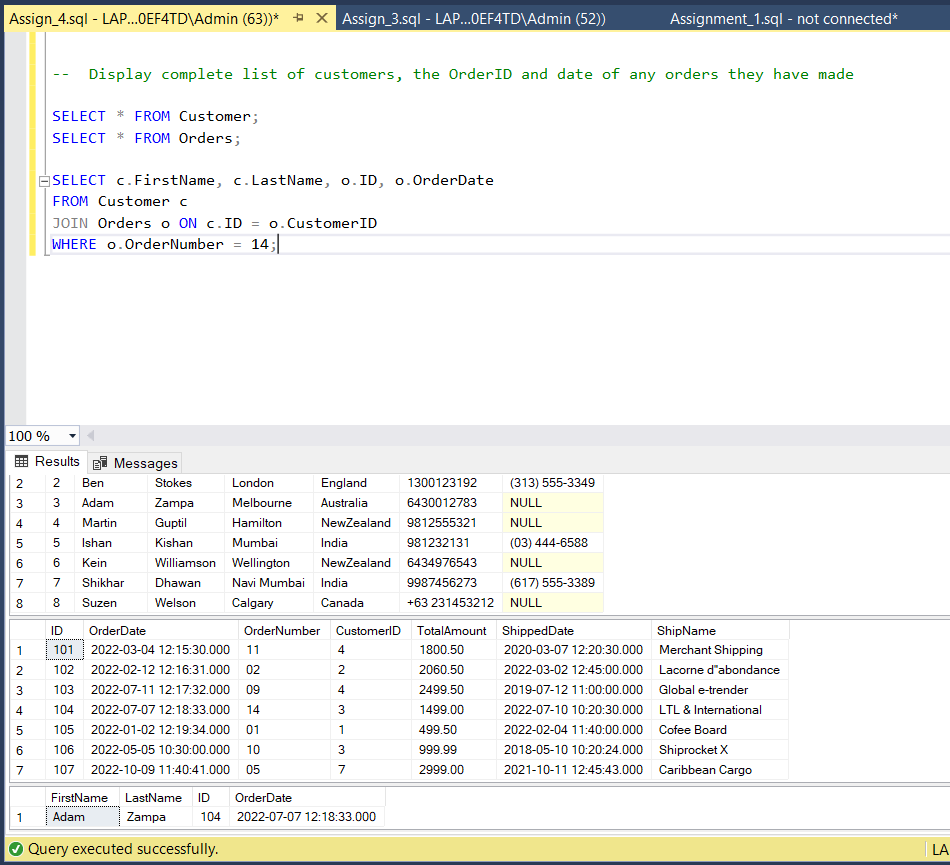 Assign_4.sql - LAP...0EF4TD\Admin (63))* Assign_3.sql - LAP...0EF4TD\Admin (52)) Assignment_1.sql - not connected*
-- Display complete list of customers, the OrderID and date of any orders they have made
SELECT * FROM Customer;
SELECT * FROM Orders;
SELECT c.FirstName, c.LastName, o.ID, o.OrderDate
FROM Customer c
JOIN Orders o ON c.ID = o.CustomerID
WHERE o.OrderNumber = 14;
100 %
Results Messages
2 2 Ben Stokes London England 1300123192 (313) 555-3349
3 3 Adam Zampa Melbourne Australia 6430012783 NULL
4 4 Martin Guptil Hamilton NewZealand 9812555321 NULL
5 5 Ishan Kishan Mumbai India 981232131 (03) 444-6588
6 6 Kein Williamson Wellington NewZealand 6434976543 NULL
7 7 Shikhar Dhawan Navi Mumbai India 9987456273 (617) 555-3389
8 8 Suzen Welson Calgary Canada +63 231453212 NULL
ID OrderDate OrderNumber CustomerID TotalAmount ShippedDate ShipName
1 101 2022-03-04 12:15:30.000 11 4 1800.50 2020-03-07 12:20:30.000 Merchant Shipping
2 102 2022-02-12 12:16:31.000 02 2 2060.50 2022-03-02 12:45:00.000 Lacorne d"abondance
3 103 2022-07-11 12:17:32.000 09 4 2499.50 2019-07-12 11:00:00.000 Global e-trender
4 104 2022-07-07 12:18:33.000 14 3 1499.00 2022-07-10 10:20:30.000 LTL & International
5 105 2022-01-02 12:19:34.000 01 1 499.50 2022-02-04 11:40:00.000 Cofee Board
6 106 2022-05-05 10:30:00.000 10 3 999.99 2018-05-10 10:20:24.000 Shiprocket X
7 107 2022-10-09 11:40:41.000 05 7 2999.00 2021-10-11 12:45:43.000 Caribbean Cargo
FirstName LastName ID OrderDate
1 Adam Zampa 104 2022-07-07 12:18:33.000
Query executed successfully. LA